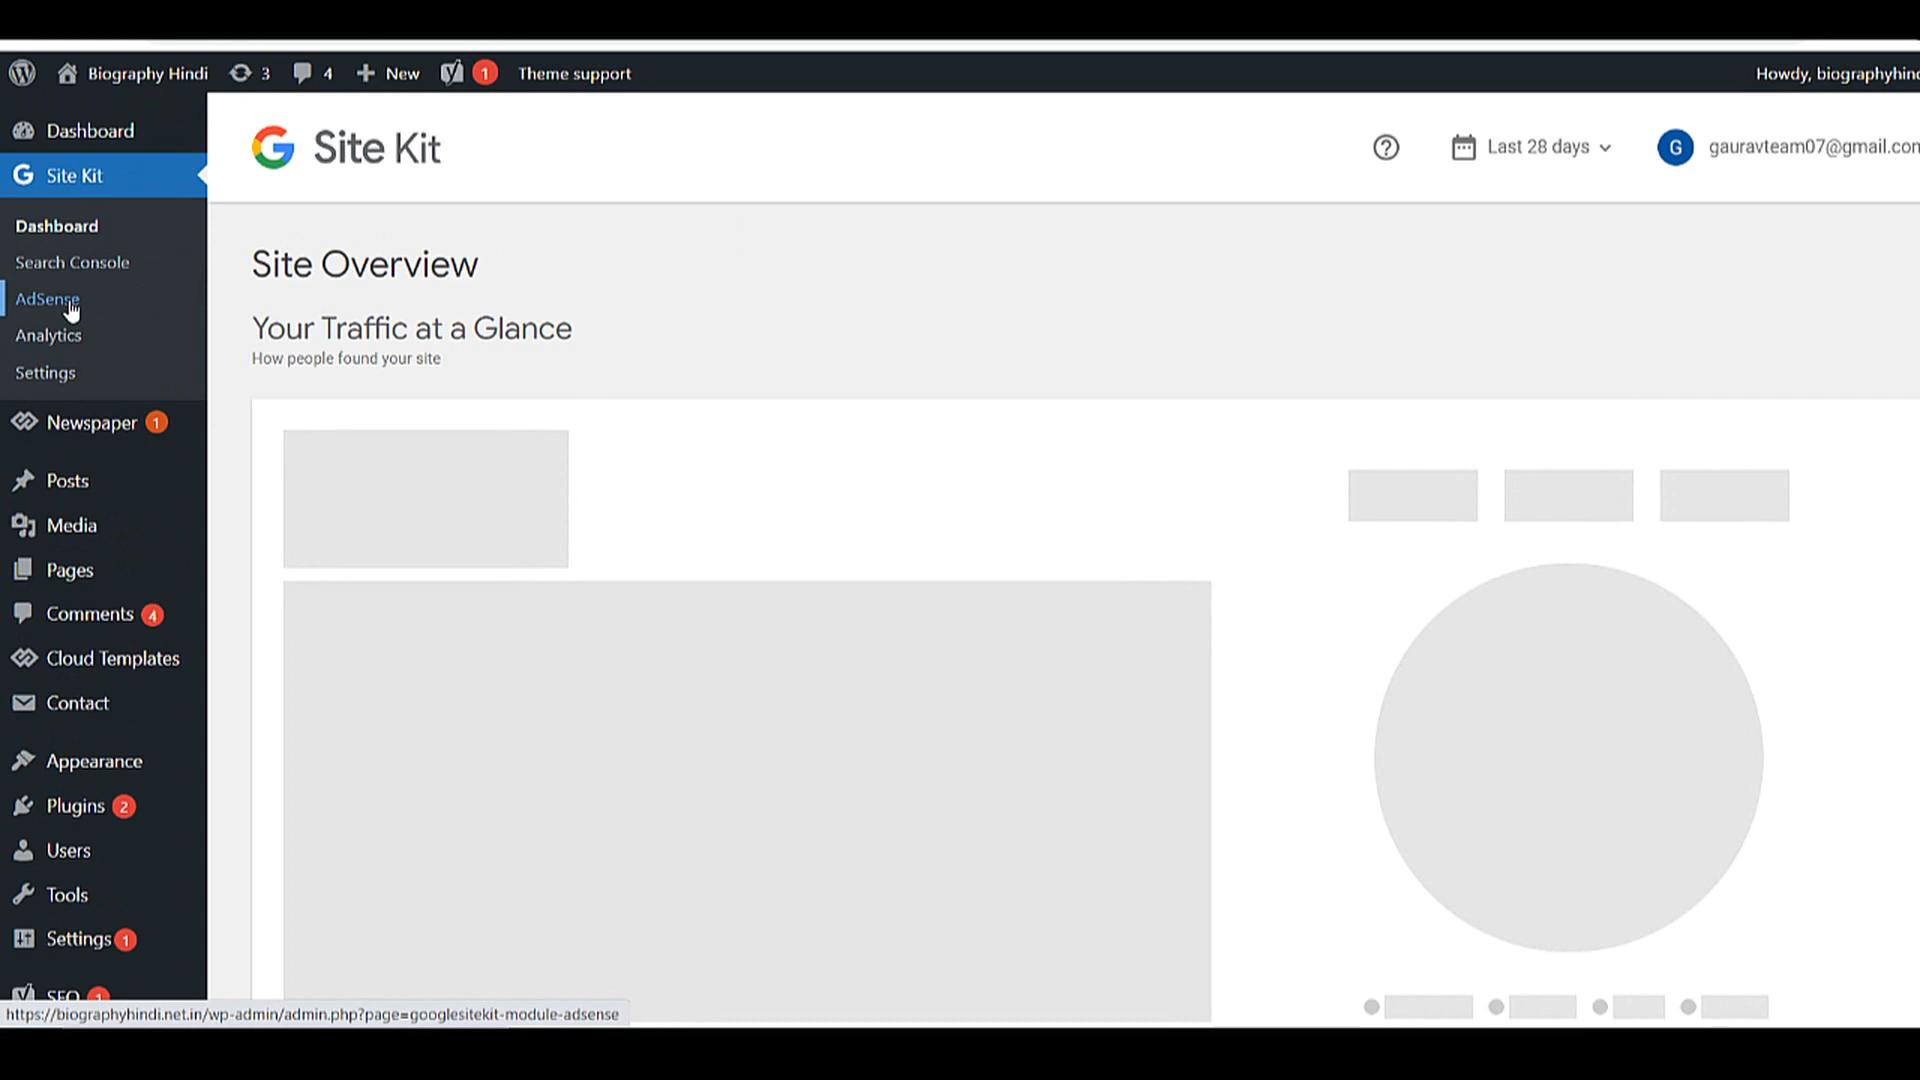 Biography Hindi 3 4 New 1 Theme support Howdy, biographyhin
Dashboard
Site Kit
Dashboard
Search Console
AdSense
Analytics
Settings
Newspaper 1
Posts
Media
Pages
Comments 4
Cloud Templates
Contact
Appearance
Plugins 2
Users
Tools
Settings 1
SEO 1
Site Kit
Last 28 days
G gauravteam07@gmail.con
Site Overview
Your Traffic at a Glance
How people found your site
https://biographyhindi.net.in/wp-admin/admin.php?page=googlesitekit-module-adsense